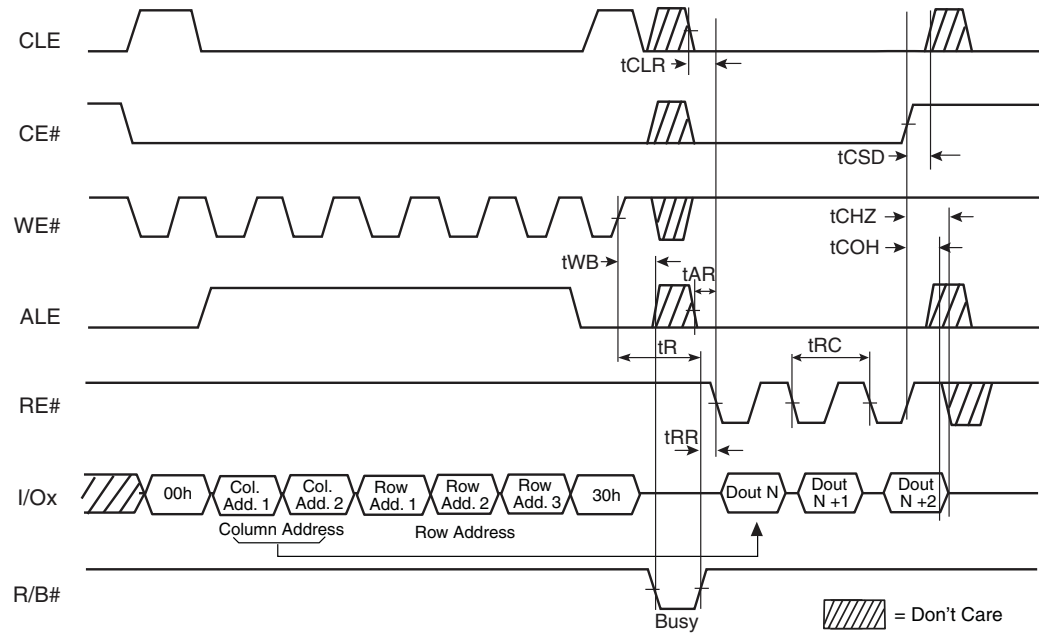 CLE
tCLR
CE#
tCSD
WE#
tCHZ
tCOH
tWB
tAR
ALE
tR
tRC
RE#
tRR
I/Ox
00h
Col.
Add. 1
Col.
Add. 2
Row
Add. 1
Row
Add. 2
Row
Add. 3
30h
Dout N
Dout
N +1
Dout
N +2
Column Address
Row Address
R/B#
Busy
= Don't Care